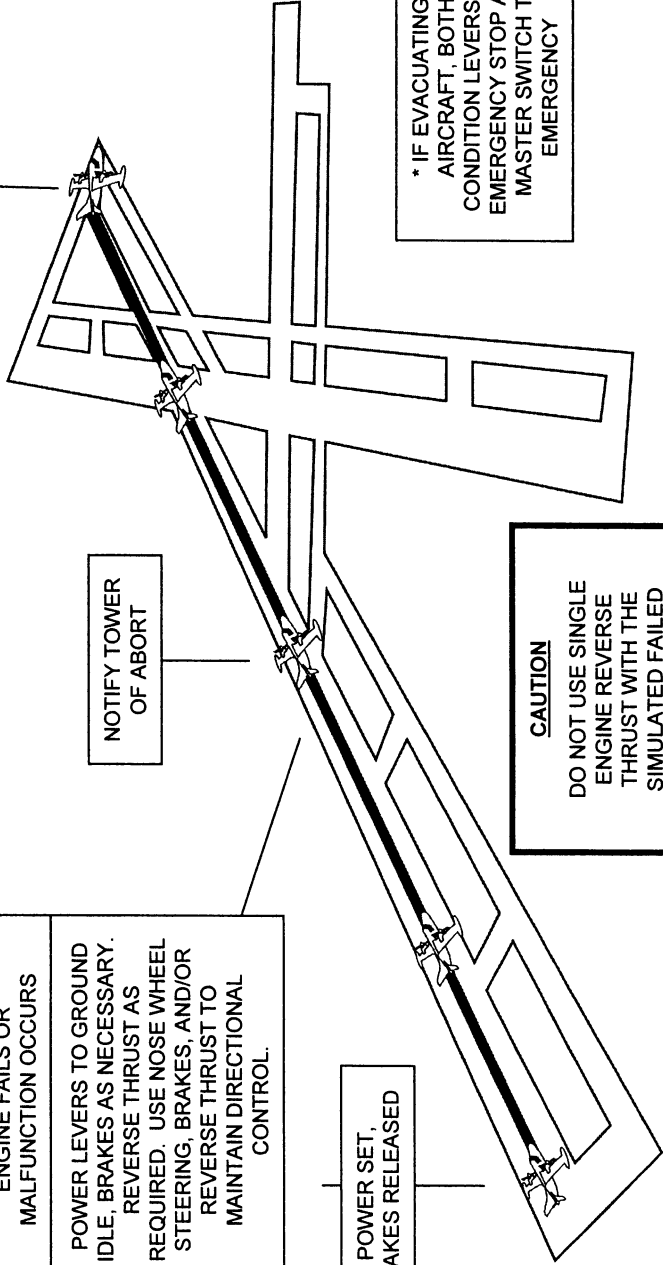 ENGINE FAILS OR
MALFUNCTION OCCURS
POWER LEVERS TO GROUND
IDLE, BRAKES AS NECESSARY.
REVERSE THRUST AS
REQUIRED. USE NOSE WHEEL
STEERING, BRAKES, AND/OR
REVERSE THRUST TO
MAINTAIN DIRECTIONAL
CONTROL.
NOTIFY TOWER
OF ABORT
POWER SET,
AKES RELEASED
* IF EVACUATING
AIRCRAFT, BOTH
CONDITION LEVERS
EMERGENCY STOP A
MASTER SWITCH T
EMERGENCY
CAUTION
DO NOT USE SINGLE
ENGINE REVERSE
THRUST WITH THE
SIMULATED FAILED